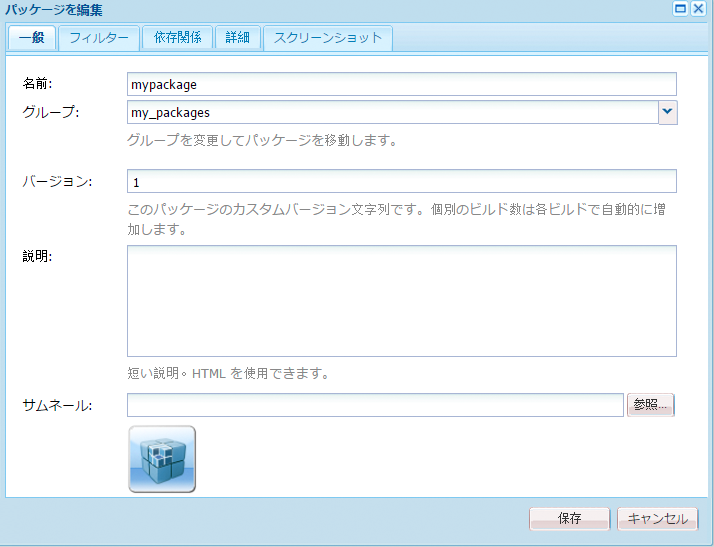 パッケージを編集
一般 フィルター 依存関係 詳細 スクリーンショット
名前: mypackage
グループ: my_packages
グループを変更してパッケージを移動します。
バージョン: 1
このパッケージのカスタムバージョン文字列です。個別のビルド数は各ビルドで自動的に増
加します。
説明:
短い説明。HTML を使用できます。
サムネール: 参照...
保存 キャンセル